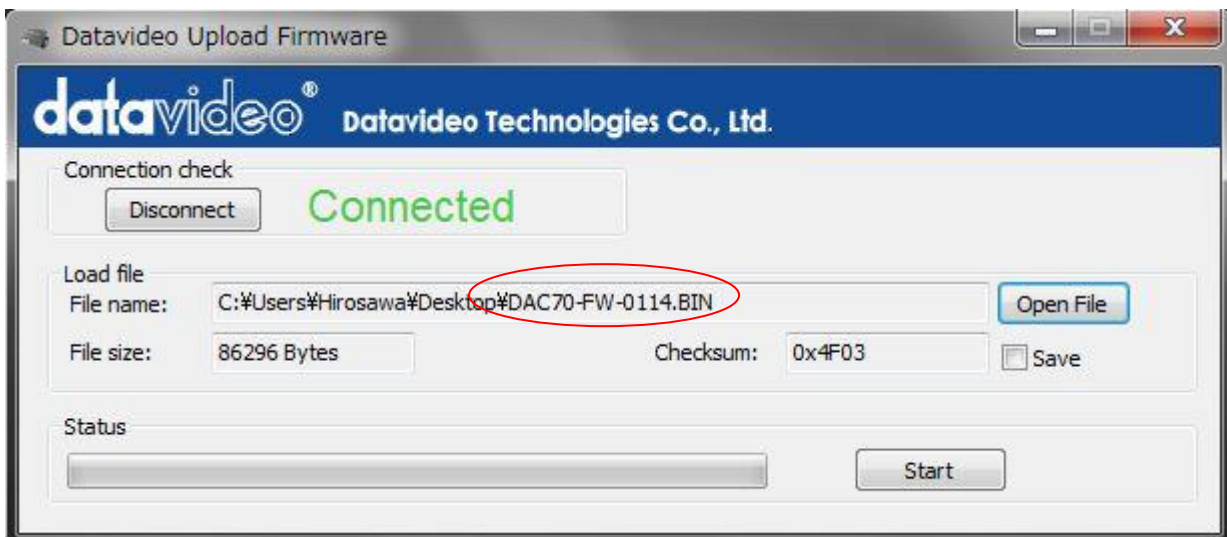 Datavideo Upload Firmware
datavideo® Datavideo Technologies Co., Ltd.
Connection check
Disconnect Connected
Load file
File name: C:¥Users¥Hirosawa¥Desktop¥DAC70-FW-0114.BIN Open File
File size: 86296 Bytes Checksum: 0x4F03 Save
Status
Start